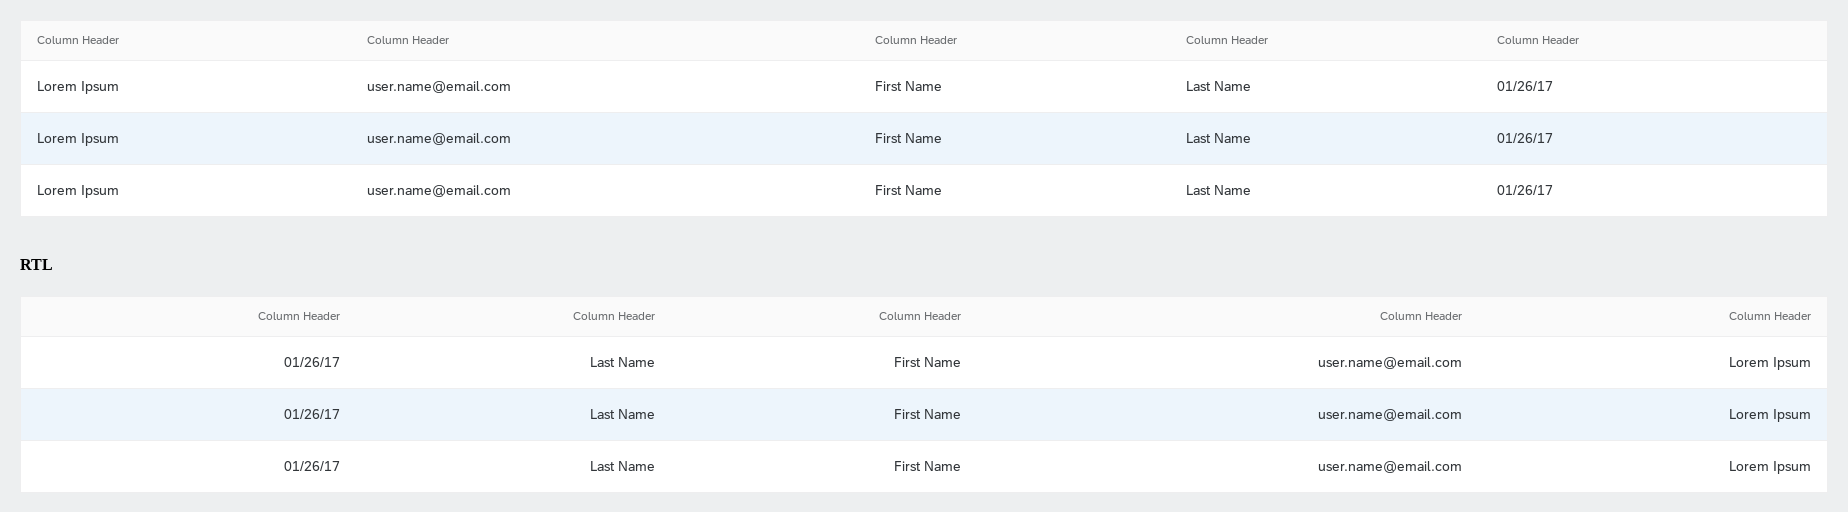 Column Header Column Header Column Header Column Header Column Header
Lorem Ipsum user.name@email.com First Name Last Name 01/26/17
Lorem Ipsum user.name@email.com First Name Last Name 01/26/17
Lorem Ipsum user.name@email.com First Name Last Name 01/26/17
RTL
Column Header Column Header Column Header Column Header Column Header
01/26/17 Last Name First Name user.name@email.com Lorem Ipsum
01/26/17 Last Name First Name user.name@email.com Lorem Ipsum
01/26/17 Last Name First Name user.name@email.com Lorem Ipsum